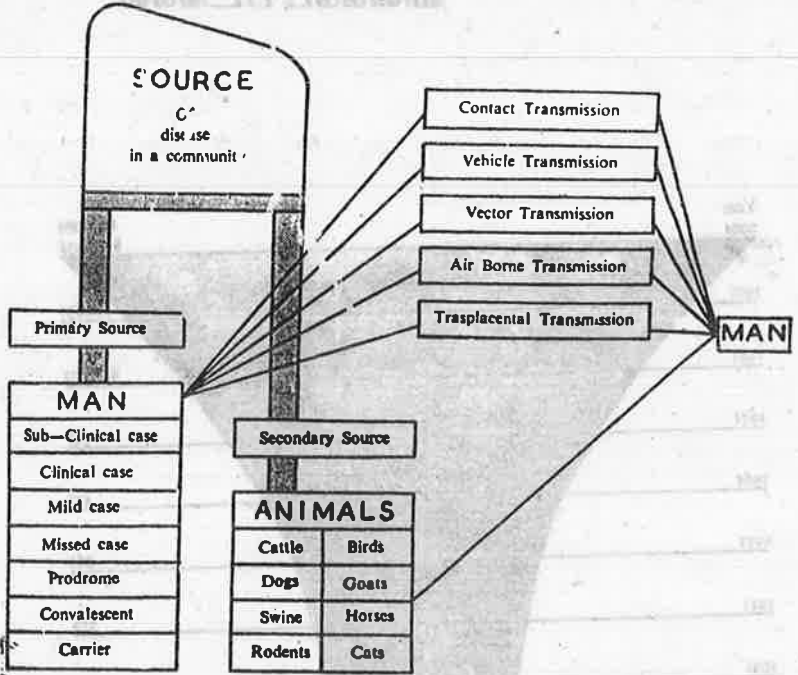 SOURCE
disease
in a community
Contact Transmission
Vehicle Transmission
Vector Transmission
Air Borne Transmission
Trasplacental Transmission
MAN
Primary Source
MAN
Sub—Clinical case
Clinical case
Mild case
Missed case
Prodrome
Convalescent
Carrier
Secondary Source
ANIMALS
Cattle Birds
Dogs Goats
Swine Horses
Rodents Cats